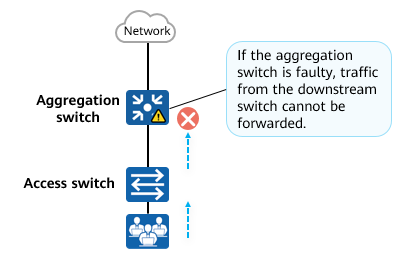 Network
If the aggregation
switch is faulty, traffic
from the downstream
switch cannot be
forwarded.
Aggregation
switch
Access switch